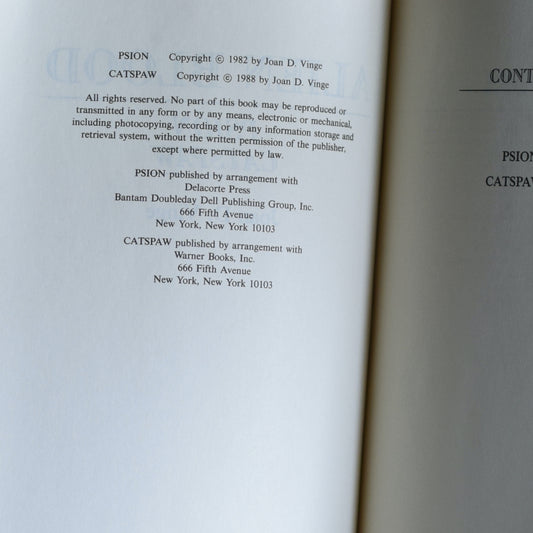 PSION Copyright © 1982 by Joan D. Vinge
CATSPAW Copyright © 1988 by Joan D. Vinge
All rights reserved. No part of this book may be reproduced or
transmitted in any form or by any means, electronic or mechanical,
including photocopying, recording or by any information storage and
retrieval system, without the written permission of the publisher,
except where permitted by law.
PSION published by arrangement with
Delacorte Press
Bantam Doubleday Dell Publishing Group, Inc.
666 Fifth Avenue
New York, New York 10103
CATSPAW published by arrangement with
Warner Books, Inc.
666 Fifth Avenue
New York, New York 10103
CONT
PSION
CATSPAW